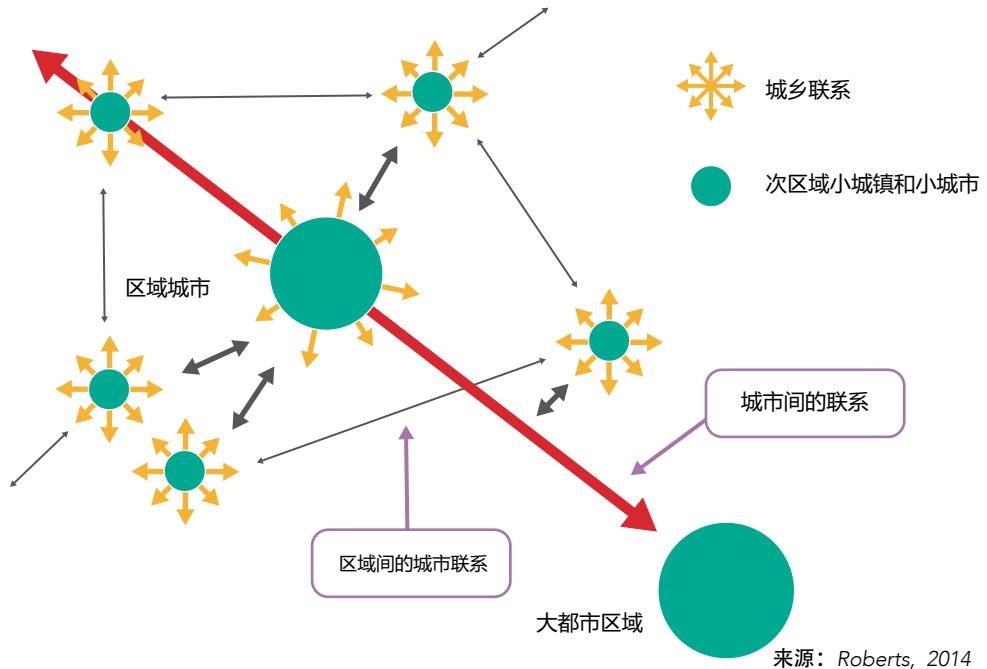 城乡联系
次区域小城镇和小城市
区域城市
城市间的联系
区域间的城市联系
大都市区域
来源：Roberts, 2014